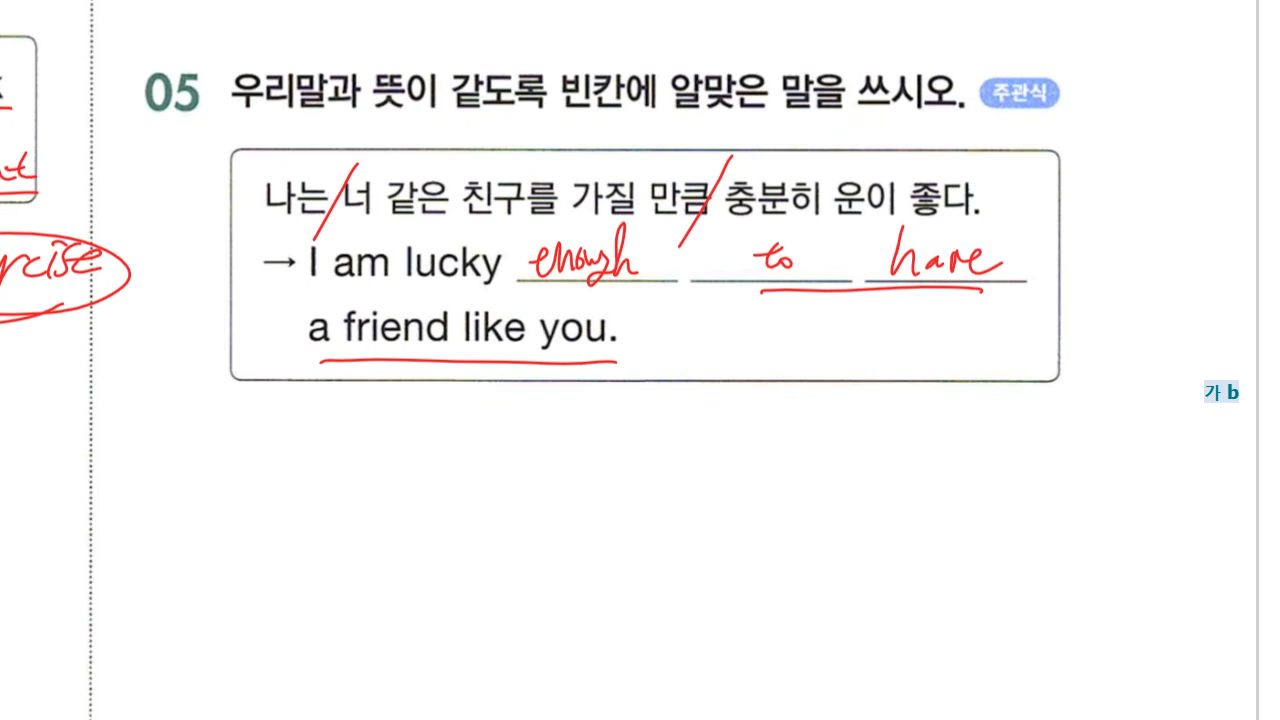 05 우리말과 뜻이 같도록 빈칸에 알맞은 말을 쓰시오. 주관식
나는 너 같은 친구를 가질 만큼 충분히 운이 좋다.
→ I am lucky enough to have
a friend like you.
가 b